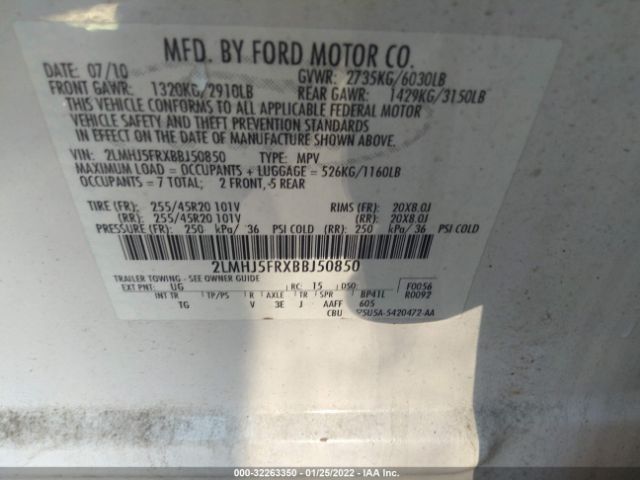 MFD. BY FORD MOTOR CO.
DATE: 07/10 GVWR: 2735KG/6030LB
FRONT GAWR: 1320KG/2910LB REAR GAWR: 1429KG/3150LB
THIS VEHICLE CONFORMS TO ALL APPLICABLE FEDERAL MOTOR
VEHICLE SAFETY AND THEFT PREVENTION STANDARDS
IN EFFECT ON THE DATE OF MANUFACTURE SHOWN ABOVE.
VIN: 2LMHJ5FRXBBJ50850 TYPE: MPV
MAXIMUM LOAD = OCCUPANTS + LUGGAGE = 526KG/1160LB
OCCUPANTS = 7 TOTAL; 2 FRONT, 5 REAR
TIRE (FR): 255/45R20 101V RIMS (FR): 20X8.0J
(RR): 255/45R20 101V (RR): 20X8.0J
PRESSURE (FR): 250 kPa/ 36 PSI COLD (RR): 250 kPa/ 36 PSI COLD
2LMHJ5FRXBBJ50850
TRAILER TOWING - SEE OWNER GUIDE
EXT PNT: UG RC: 15 DSO: F0056
INT TR TP/PS R AXLE TR SPR BP4TL R0092
TG V 3E J AAFF 605
CBU 5U5A-5420472-AA
000-32263350 - 01/25/2022 - IAA Inc.